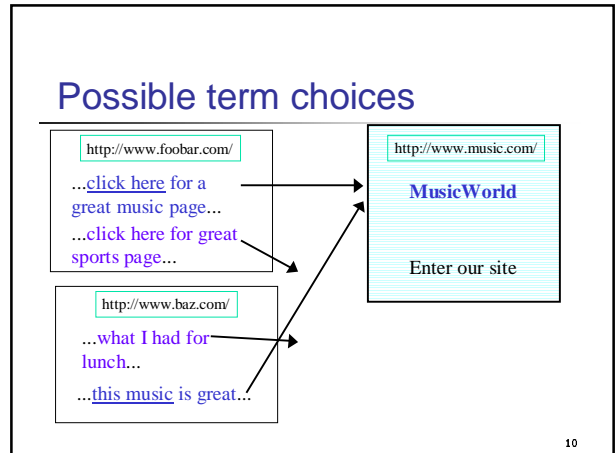 Possible term choices
http://www.foobar.com/
...click here for a
great music page...
...click here for great
sports page...
http://www.baz.com/
...what I had for
lunch...
...this music is great...
http://www.music.com/
MusicWorld
Enter our site
10